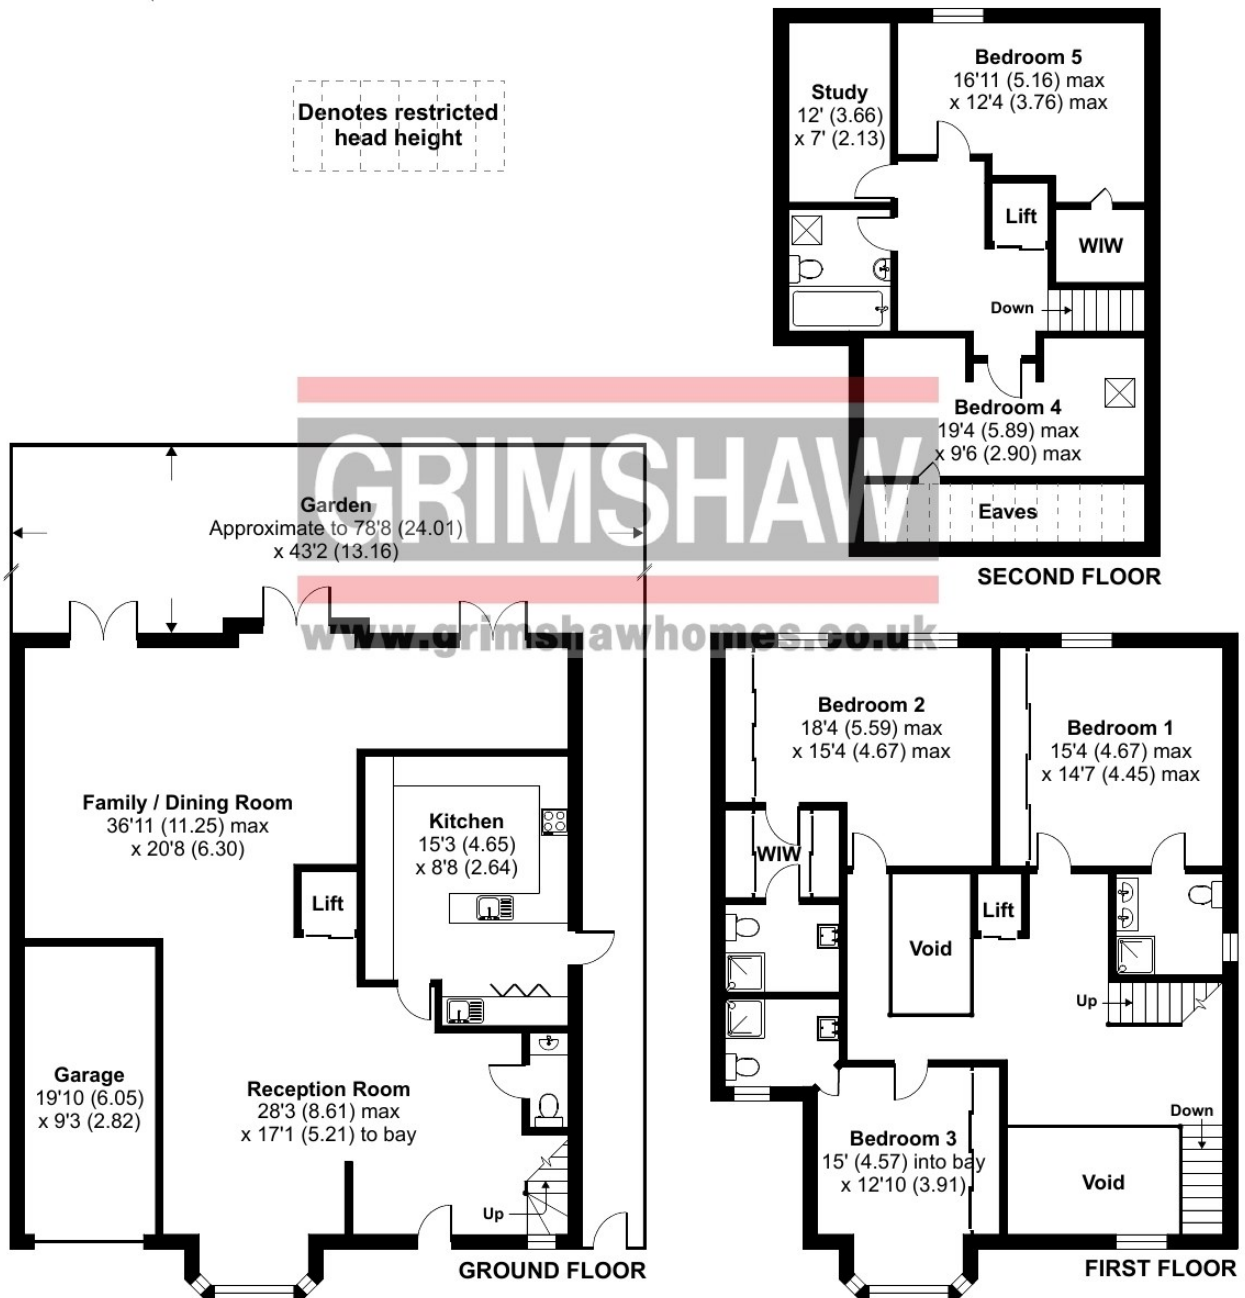 Denotes restricted
head height
Study
12' (3.66)
x 7' (2.13)
Bedroom 5
16'11 (5.16) max
x 12'4 (3.76) max
Lift
WIW
Down
Bedroom 4
19'4 (5.89) max
x 9'6 (2.90) max
Eaves
SECOND FLOOR
GRIMSHAW
www.grimshawhomes.co.uk
Garden
Approximate to 78'8 (24.01)
x 43'2 (13.16)
Family / Dining Room
36'11 (11.25) max
x 20'8 (6.30)
Kitchen
15'3 (4.65)
x 8'8 (2.64)
Lift
Garage
19'10 (6.05)
x 9'3 (2.82)
Reception Room
28'3 (8.61) max
x 17'1 (5.21) to bay
Up
GROUND FLOOR
Bedroom 2
18'4 (5.59) max
x 15'4 (4.67) max
Bedroom 1
15'4 (4.67) max
x 14'7 (4.45) max
WIW
Lift
Void
Up
Down
Bedroom 3
15' (4.57) into bay
x 12'10 (3.91)
Void
FIRST FLOOR